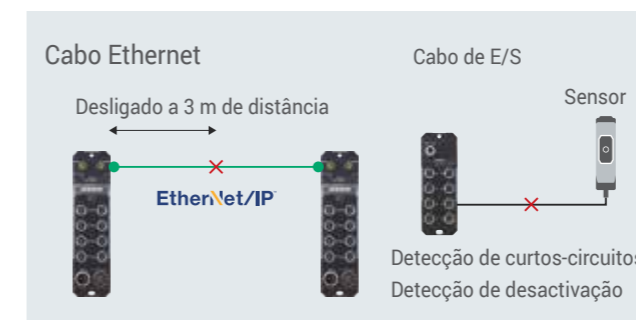 Cabo Ethernet
Desligado a 3 m de distância
EtherNet/IP
Cabo de E/S
Sensor
Detecção de curtos-circuitos
Detecção de desactivação